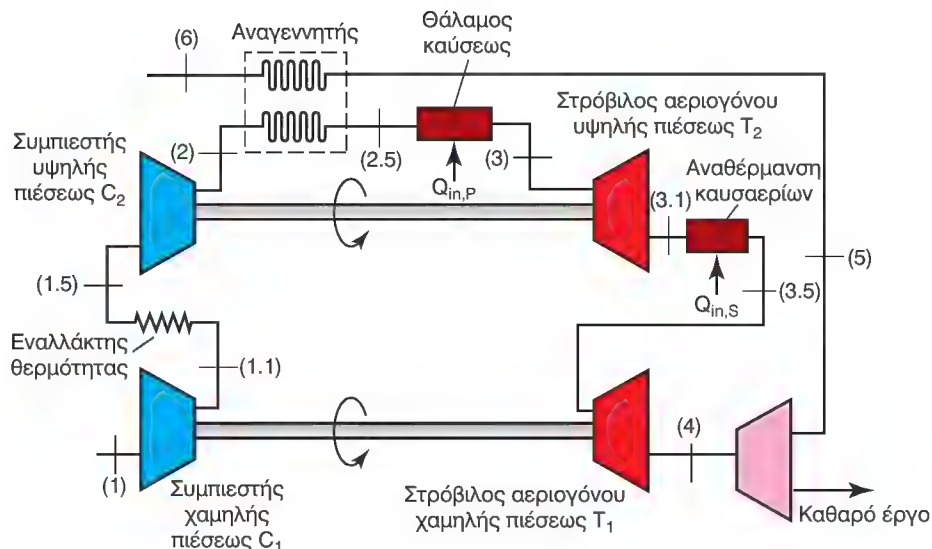 (6)
Αναγεννητής
Θάλαμος
καύσεως
Στρόβιλος αεριογόνου
υψηλής πιέσεως T2
Συμπιεστής
υψηλής
πιέσεως C2
(2)
(2.5)
(3)
Qin,P
Αναθέρμανση
καυσαερίων
(3.1)
(5)
(1.5)
(3.5)
Qin,S
Εναλλάκτης
θερμότητας
(1.1)
(4)
(1)
Συμπιεστής
χαμηλής
πιέσεως C1
Στρόβιλος αεριογόνου
χαμηλής πιέσεως T1
Καθαρό έργο